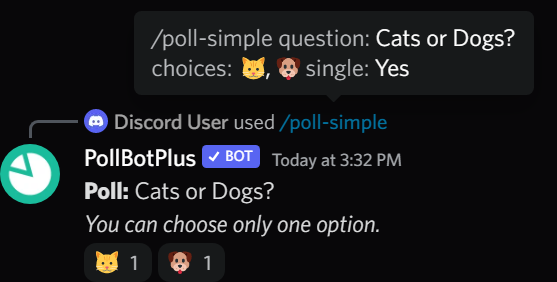 /poll-simple question: Cats or Dogs?
choices: 🐱, 🐶 single: Yes
Discord User used /poll-simple
PollBotPlus ✓ BOT Today at 3:32 PM
Poll: Cats or Dogs?
You can choose only one option.
🐱 1 🐶 1